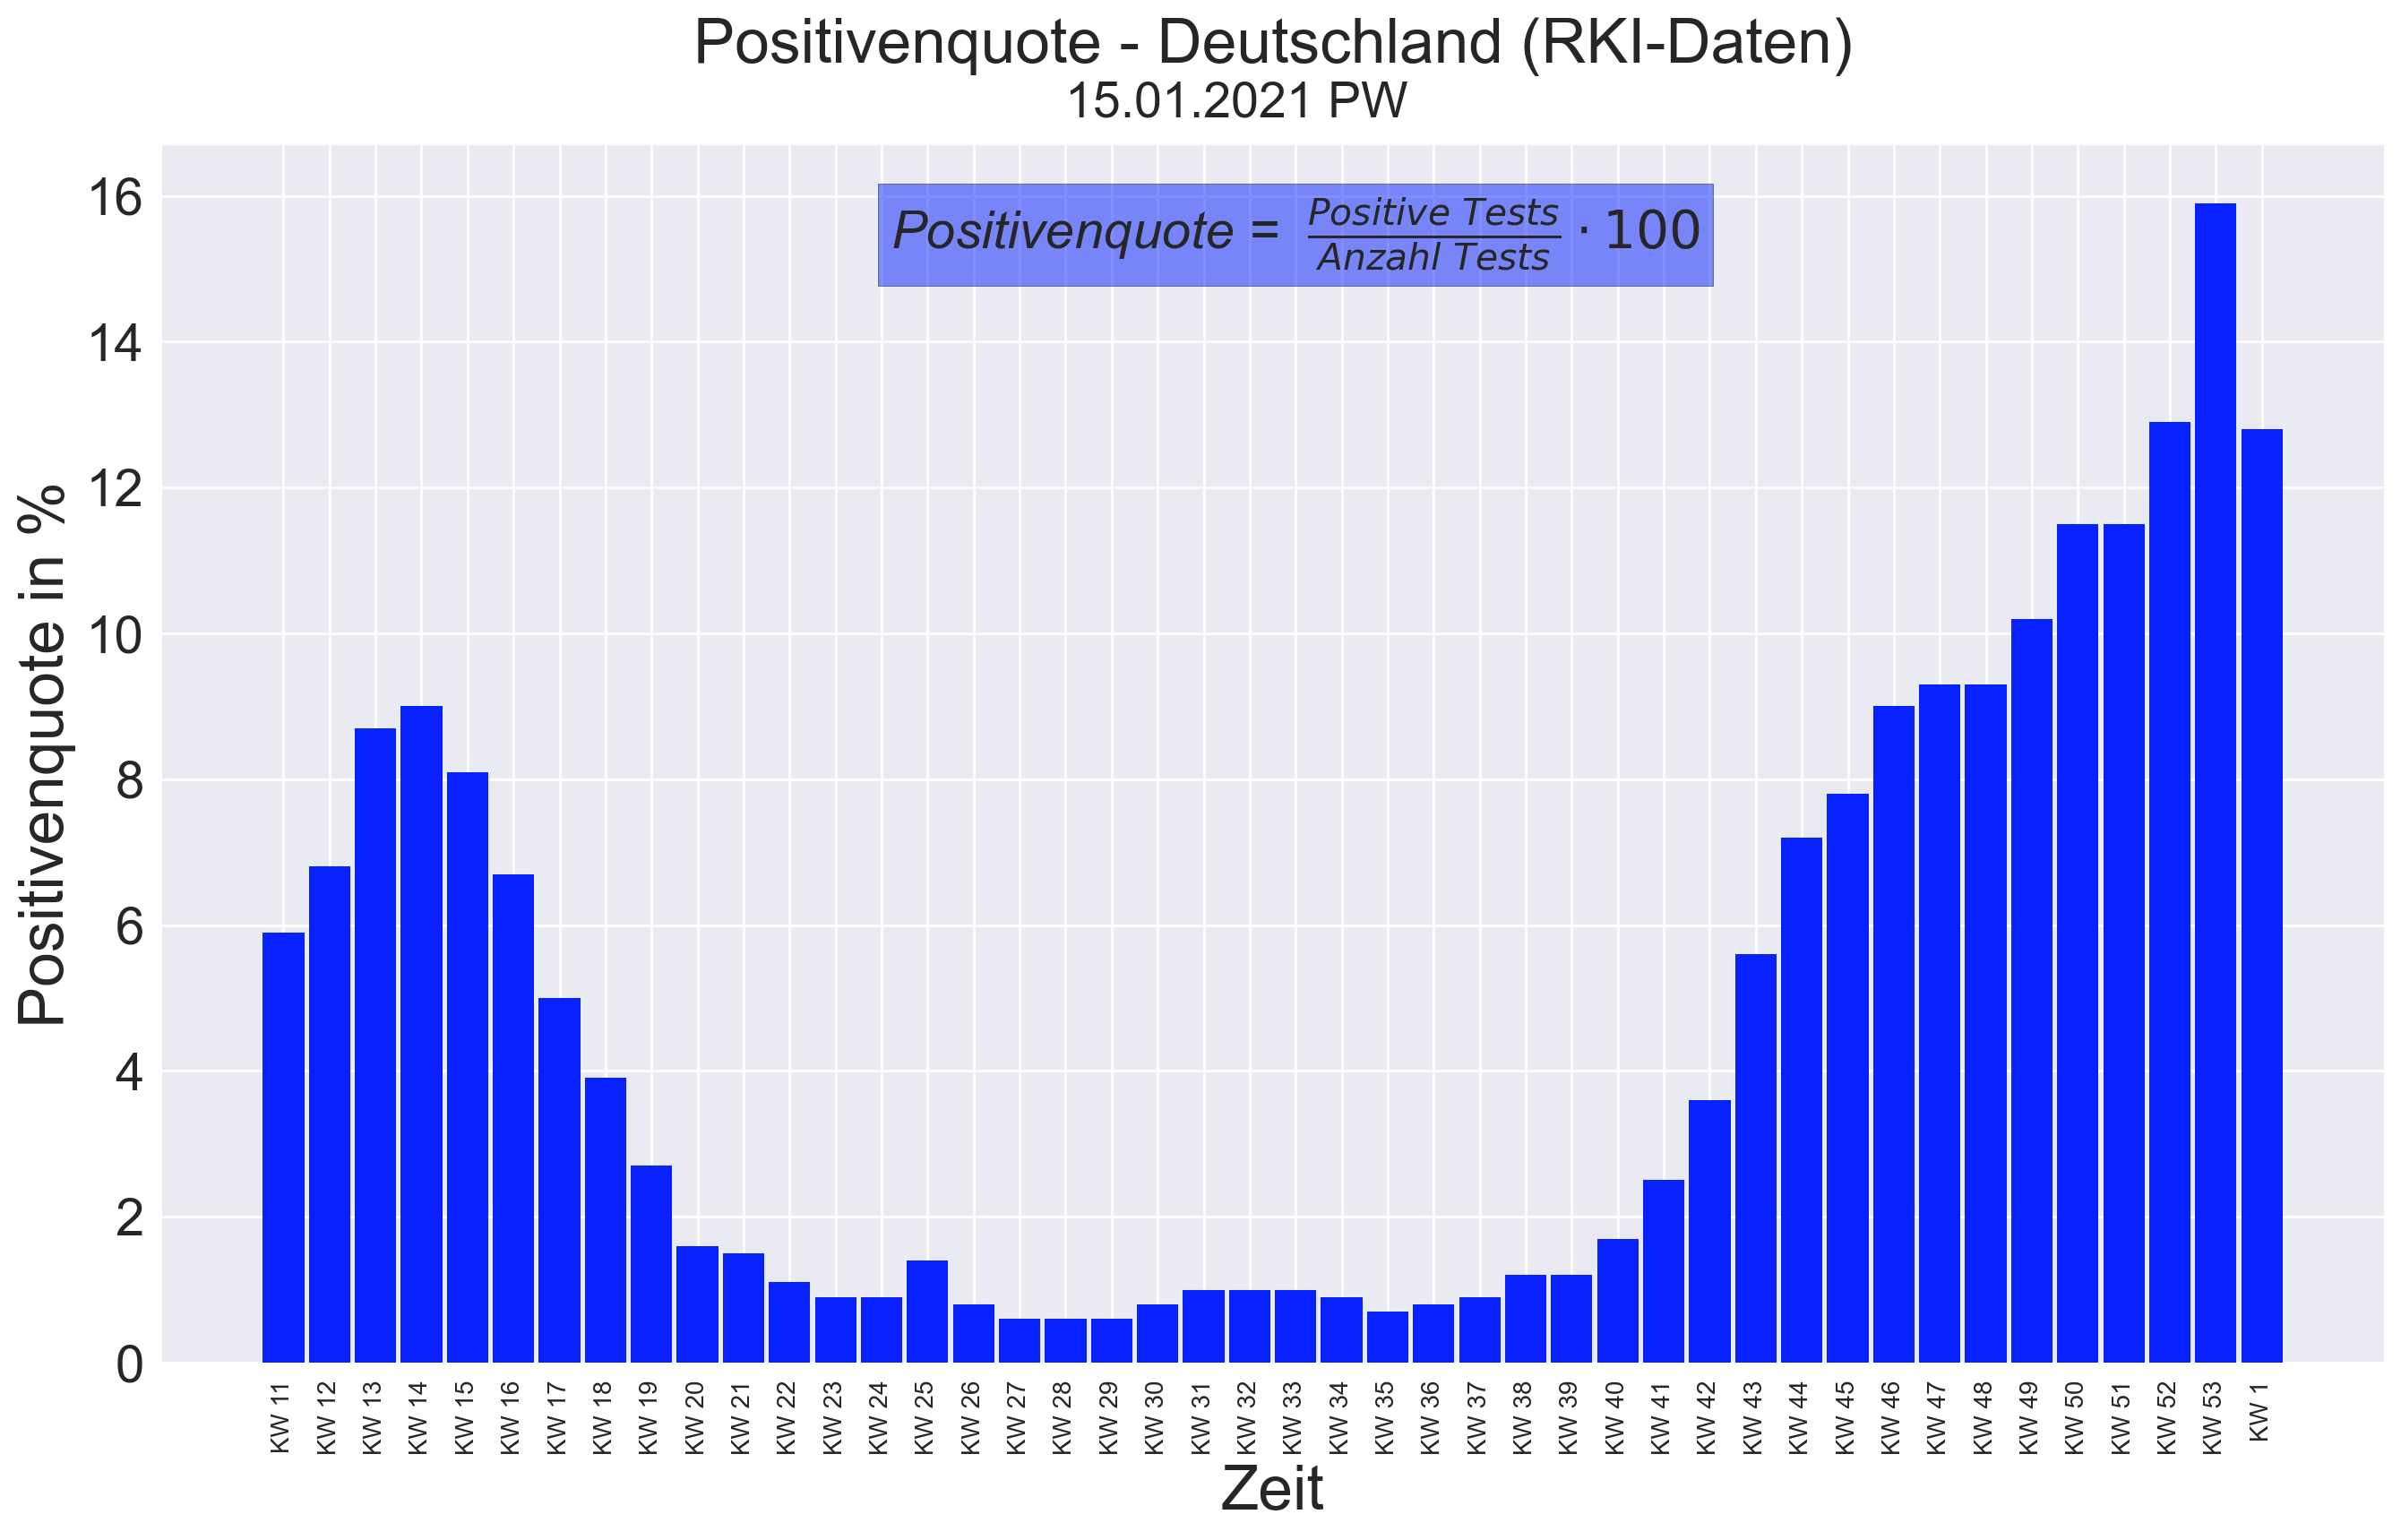 Positivenquote - Deutschland (RKI-Daten)
15.01.2021 PW
Positivenquote = Positive Tests / Anzahl Tests · 100
Positivenquote in %
16
14
12
10
8
6
4
2
0
KW 11 KW 12 KW 13 KW 14 KW 15 KW 16 KW 17 KW 18 KW 19 KW 20 KW 21 KW 22 KW 23 KW 24 KW 25 KW 26 KW 27 KW 28 KW 29 KW 30 KW 31 KW 32 KW 33 KW 34 KW 35 KW 36 KW 37 KW 38 KW 39 KW 40 KW 41 KW 42 KW 43 KW 44 KW 45 KW 46 KW 47 KW 48 KW 49 KW 50 KW 51 KW 52 KW 53 KW 1
Zeit